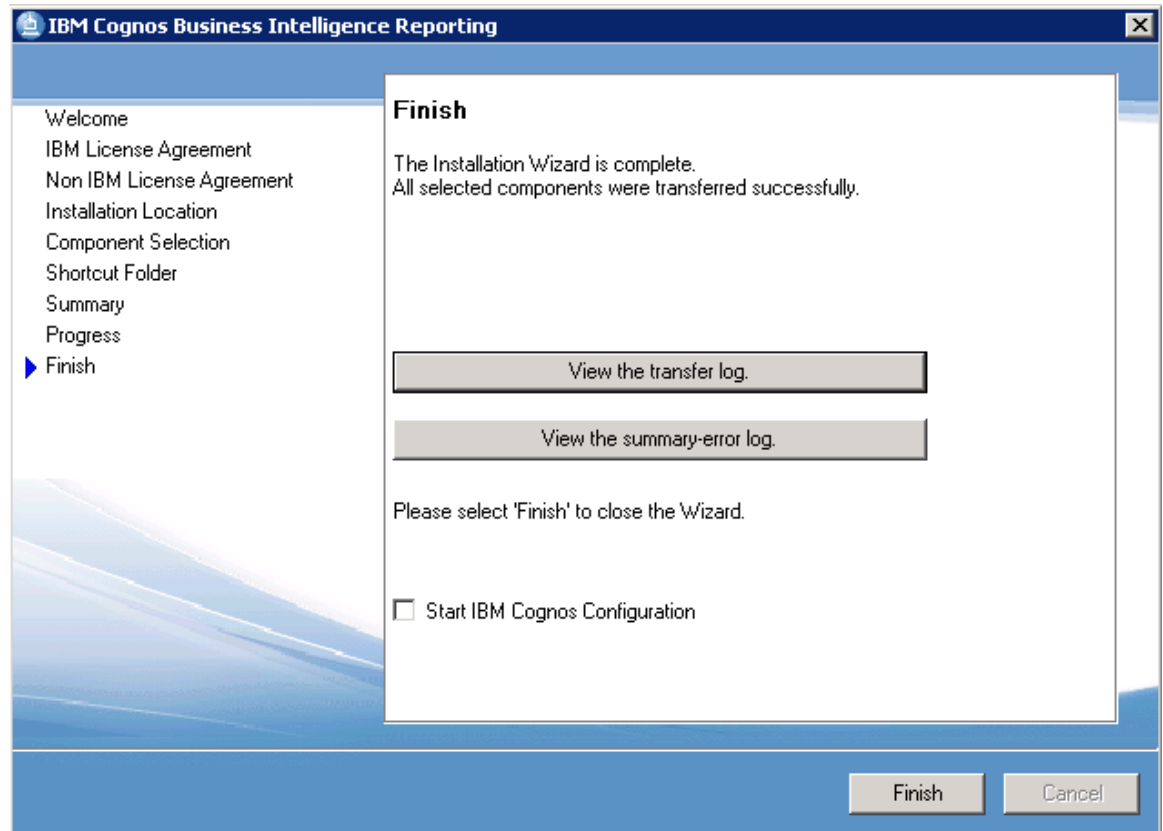 IBM Cognos Business Intelligence Reporting
Welcome
IBM License Agreement
Non IBM License Agreement
Installation Location
Component Selection
Shortcut Folder
Summary
Progress
Finish
Finish
The Installation Wizard is complete.
All selected components were transferred successfully.
View the transfer log.
View the summary-error log.
Please select 'Finish' to close the Wizard.
Start IBM Cognos Configuration
Finish
Cancel